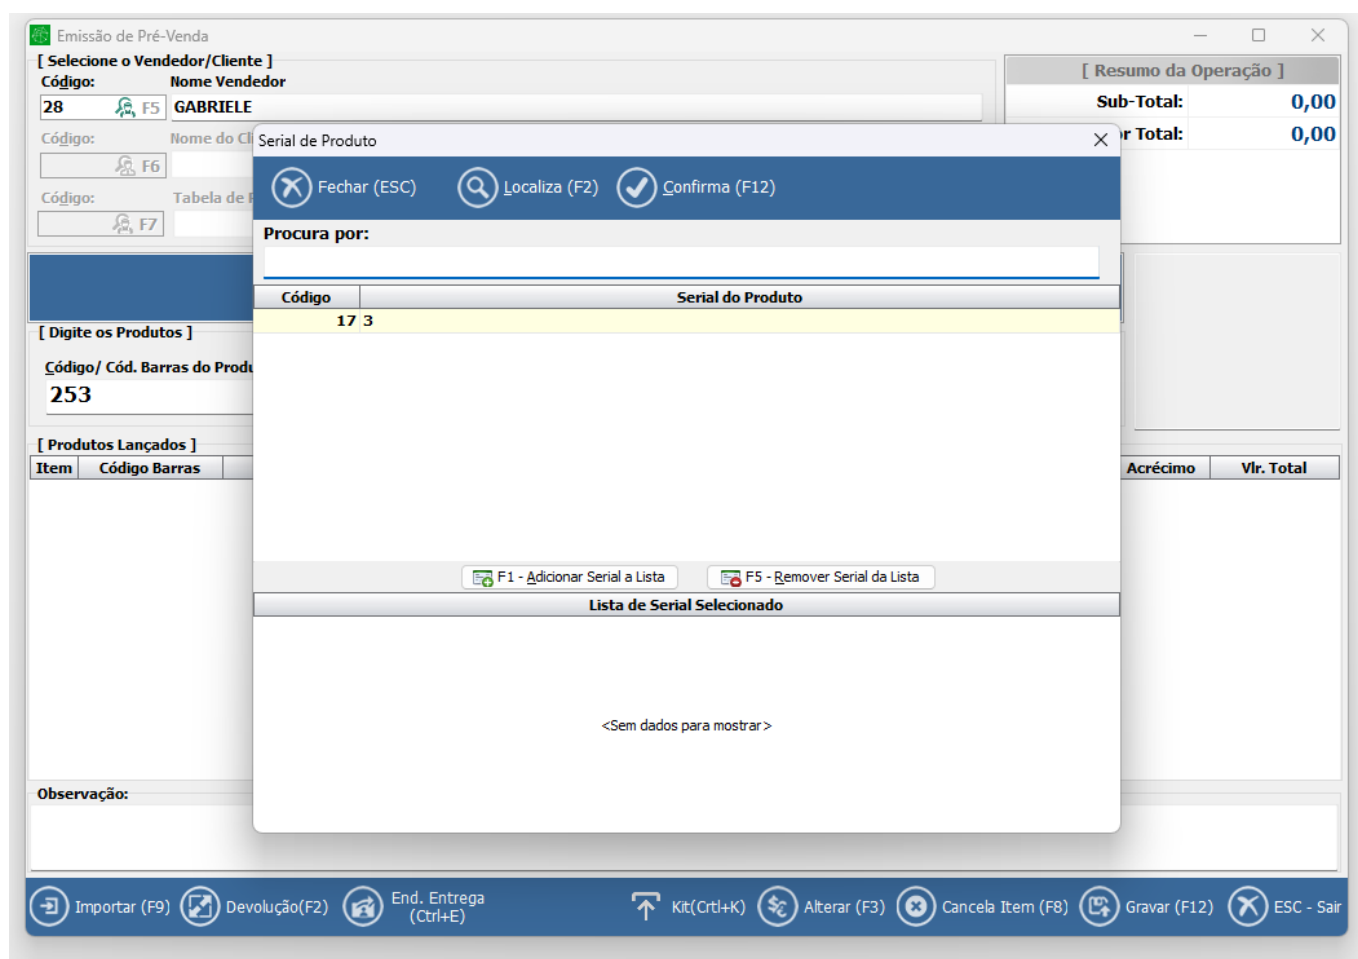 Emissão de Pré-Venda
[ Selecione o Vendedor/Cliente ]
Código: Nome Vendedor
28 F5 GABRIELE
Código: Nome do Cl
F6
Código: Tabela de
F7
[ Resumo da Operação ]
Sub-Total: 0,00
r Total: 0,00
Serial de Produto
Fechar (ESC) Localiza (F2) Confirma (F12)
Procura por:
Código Serial do Produto
17 3
[ Digite os Produtos ]
Código/ Cód. Barras do Produ
253
[ Produtos Lançados ]
Item Código Barras Acrécimo Vlr. Total
F1 - Adicionar Serial a Lista F5 - Remover Serial da Lista
Lista de Serial Selecionado
<Sem dados para mostrar>
Observação:
Importar (F9) Devolução(F2) End. Entrega (Ctrl+E) Kit(Crtl+K) Alterar (F3) Cancela Item (F8) Gravar (F12) ESC - Sair